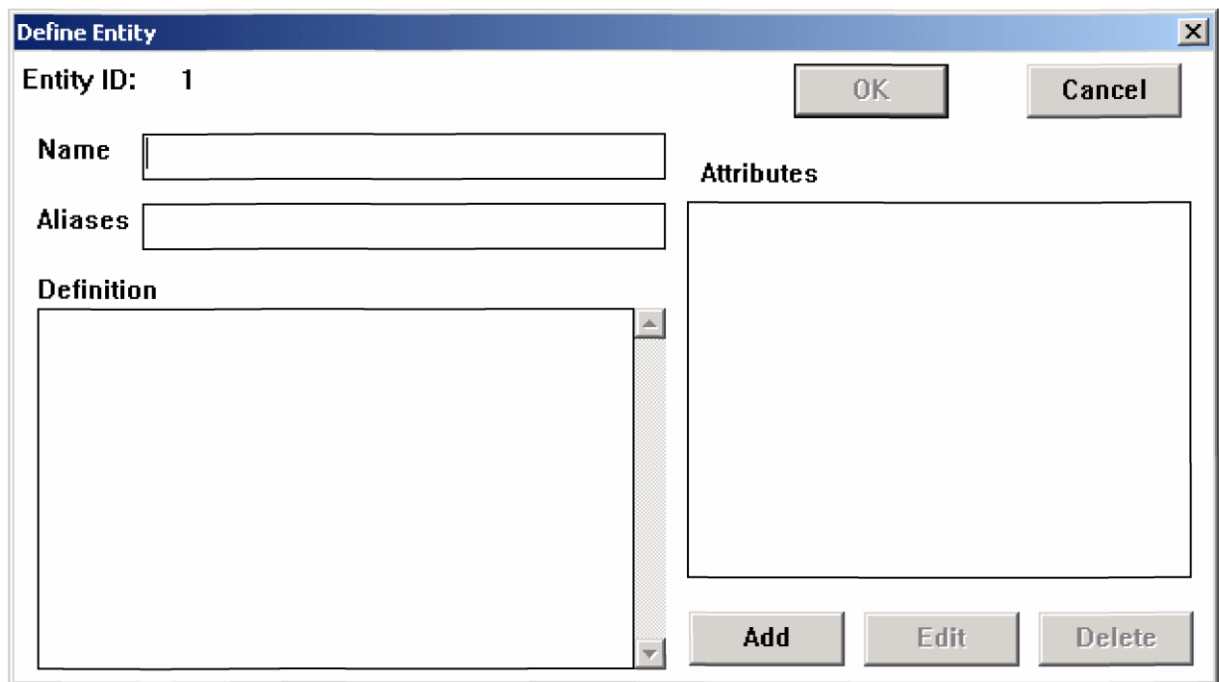 Define Entity
Entity ID: 1
OK
Cancel
Name
Aliases
Definition
Attributes
Add
Edit
Delete